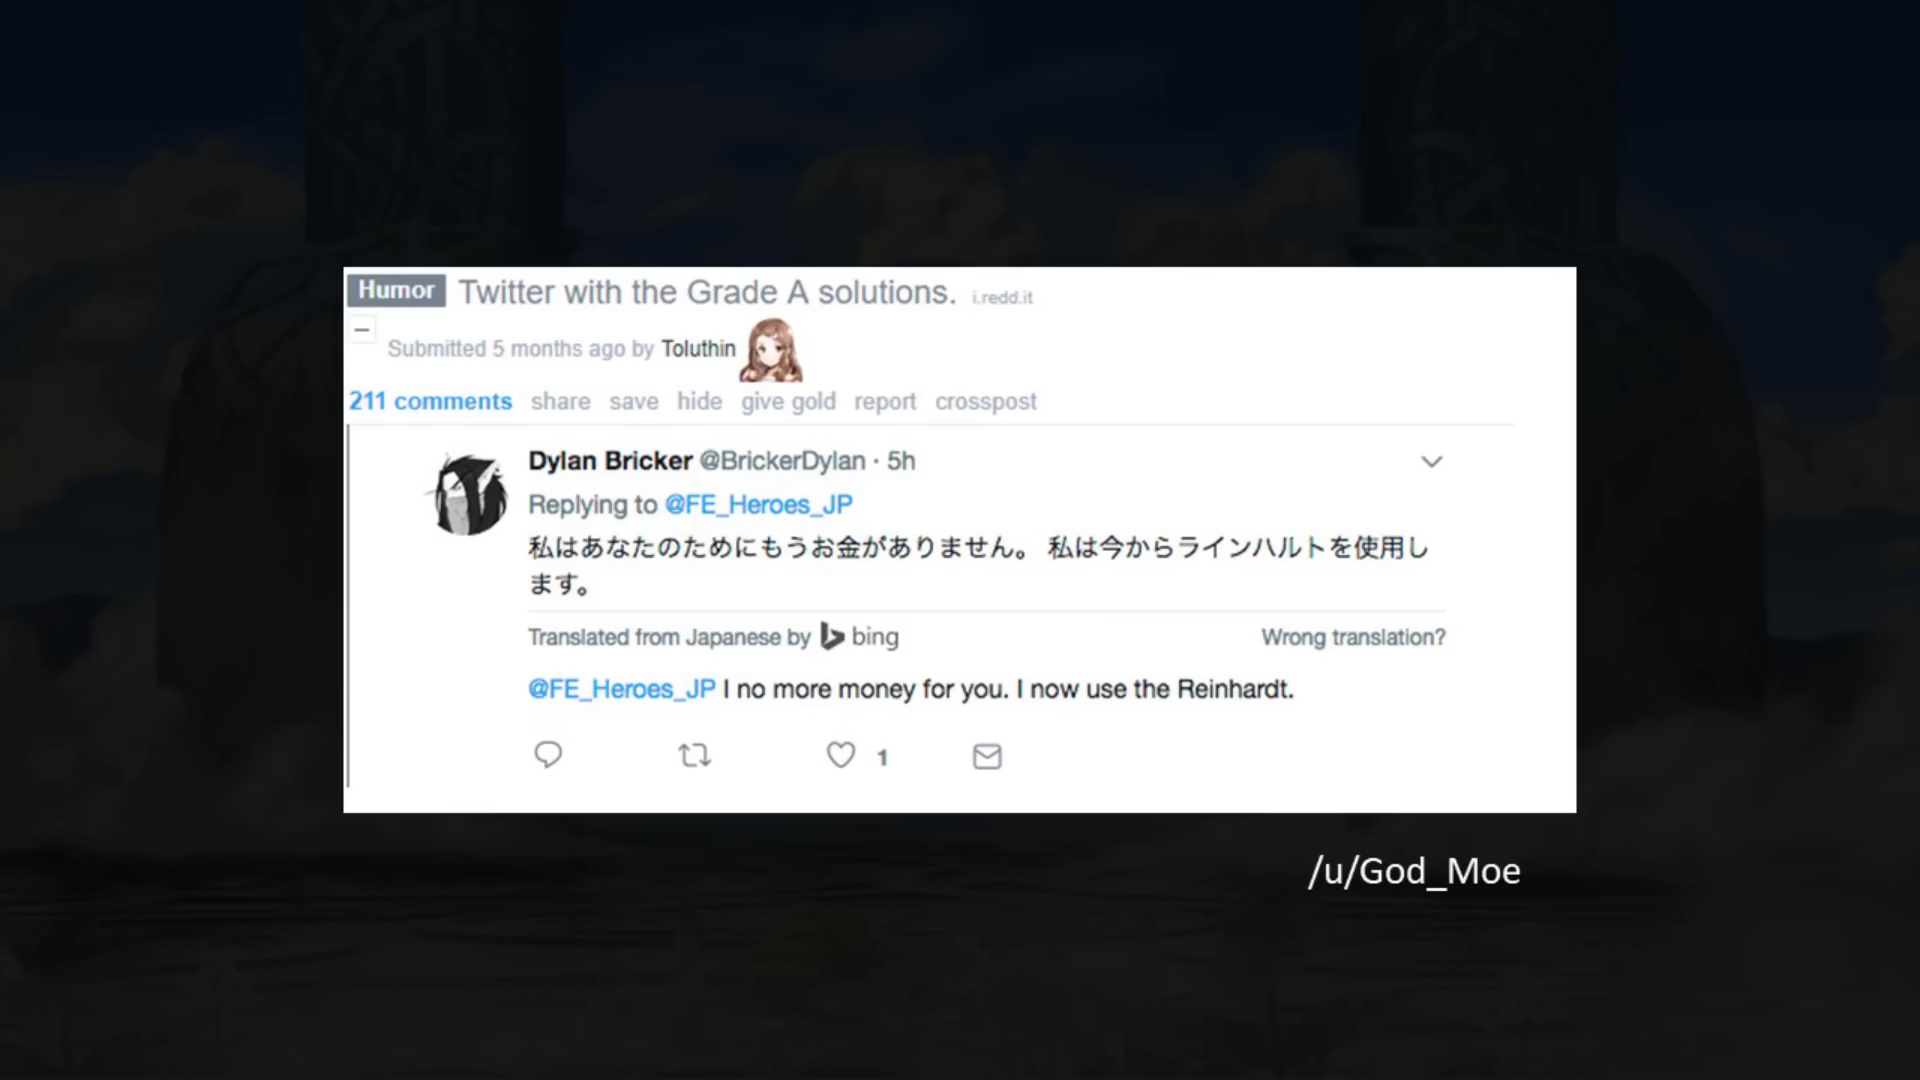 Humor Twitter with the Grade A solutions. i.redd.it
Submitted 5 months ago by Toluthin
211 comments share save hide give gold report crosspost
Dylan Bricker @BrickerDylan · 5h
Replying to @FE_Heroes_JP
私はあなたのためにもうお金がありません。 私は今からラインハルトを使用し
ます。
Translated from Japanese by bing Wrong translation?
@FE_Heroes_JP I no more money for you. I now use the Reinhardt.
1
/u/God_Moe